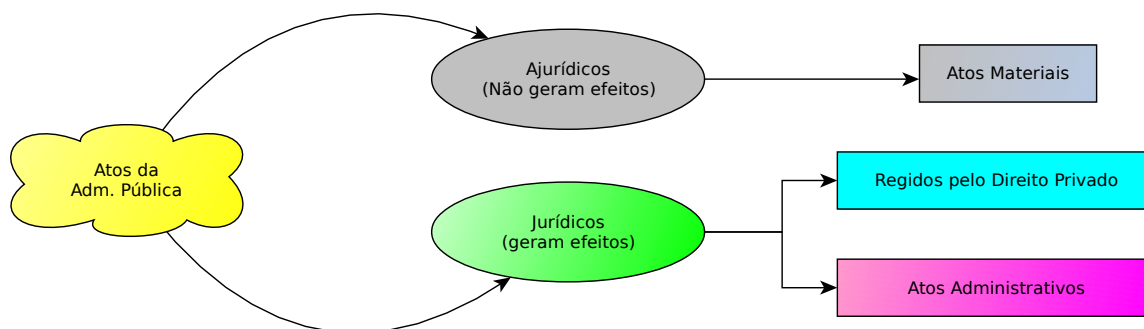 Atos da
Adm. Pública
Ajurídicos
(Não geram efeitos)
Atos Materiais
Jurídicos
(geram efeitos)
Regidos pelo Direito Privado
Atos Administrativos